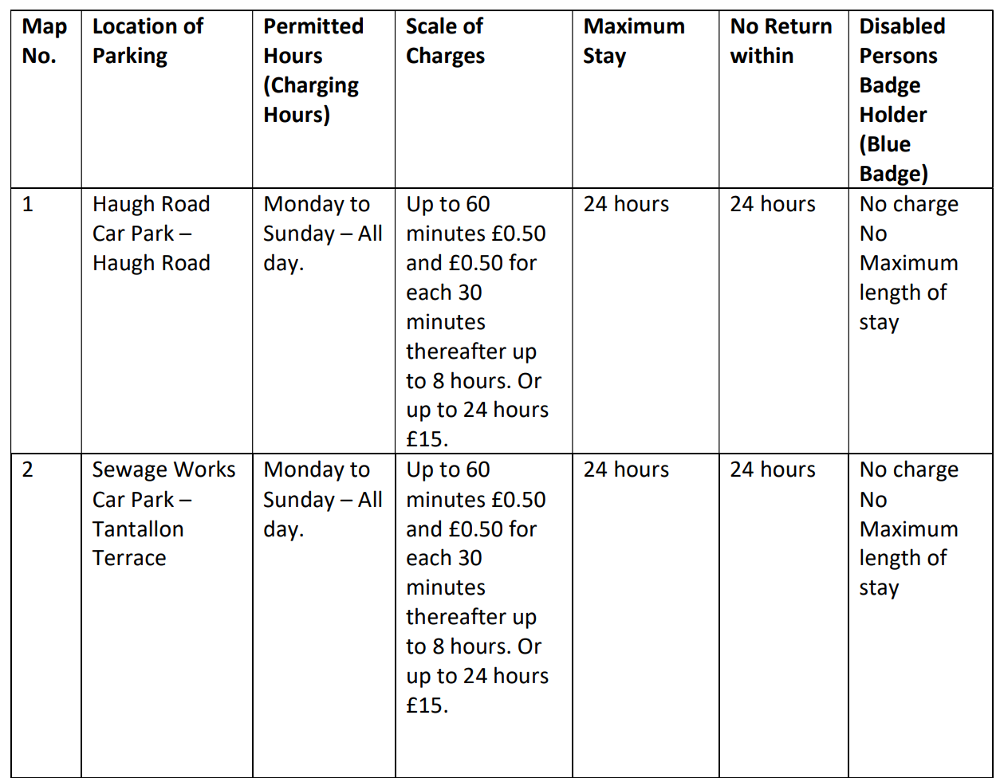 Map No.
Location of Parking
Permitted Hours (Charging Hours)
Scale of Charges
Maximum Stay
No Return within
Disabled Persons Badge Holder (Blue Badge)
1
Haugh Road
Car Park –
Haugh Road
Monday to
Sunday – All
day.
Up to 60
minutes £0.50
and £0.50 for
each 30
minutes
thereafter up
to 8 hours. Or
up to 24 hours
£15.
24 hours
24 hours
No charge
No
Maximum
length of
stay
2
Sewage Works
Car Park –
Tantallon
Terrace
Monday to
Sunday – All
day.
Up to 60
minutes £0.50
and £0.50 for
each 30
minutes
thereafter up
to 8 hours. Or
up to 24 hours
£15.
24 hours
24 hours
No charge
No
Maximum
length of
stay